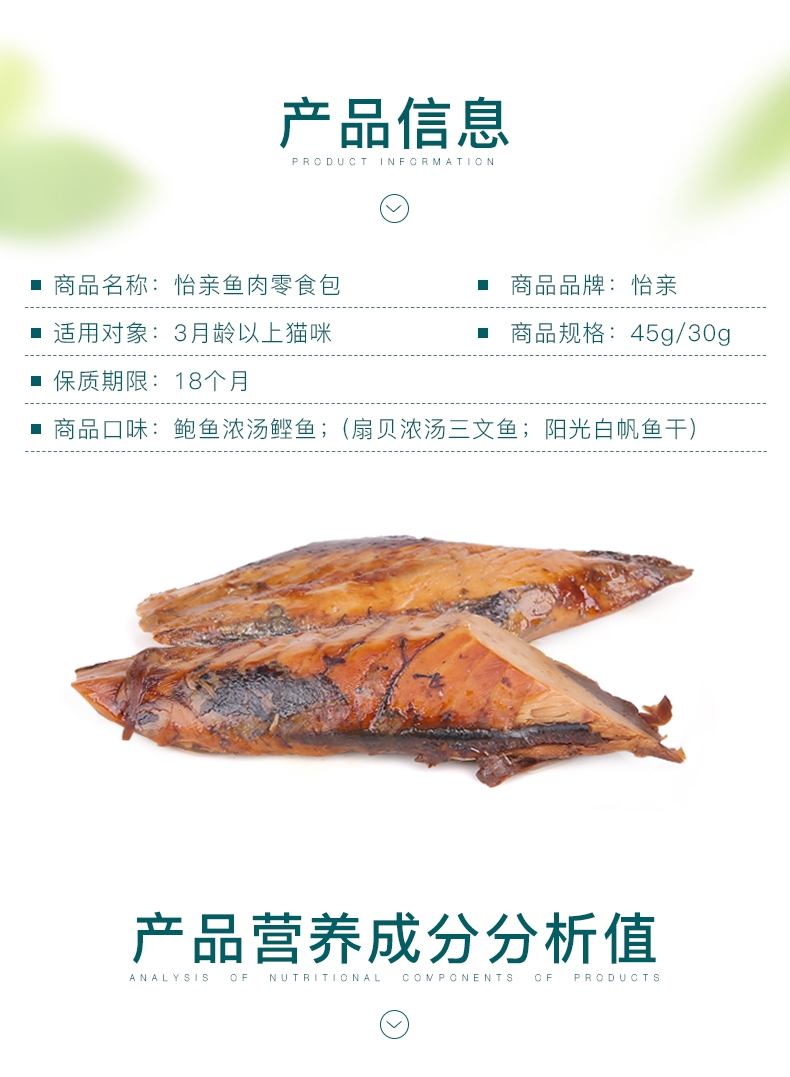 产品信息
PRODUCT INFORMATION
商品名称：怡亲鱼肉零食包
商品品牌：怡亲
适用对象：3月龄以上猫咪
商品规格：45g/30g
保质期限：18个月
商品口味：鲍鱼浓汤鲣鱼；（扇贝浓汤三文鱼；阳光白帆鱼干）
产品营养成分分析值
ANALYSIS OF NUTRITIONAL COMPONENTS OF PRODUCTS